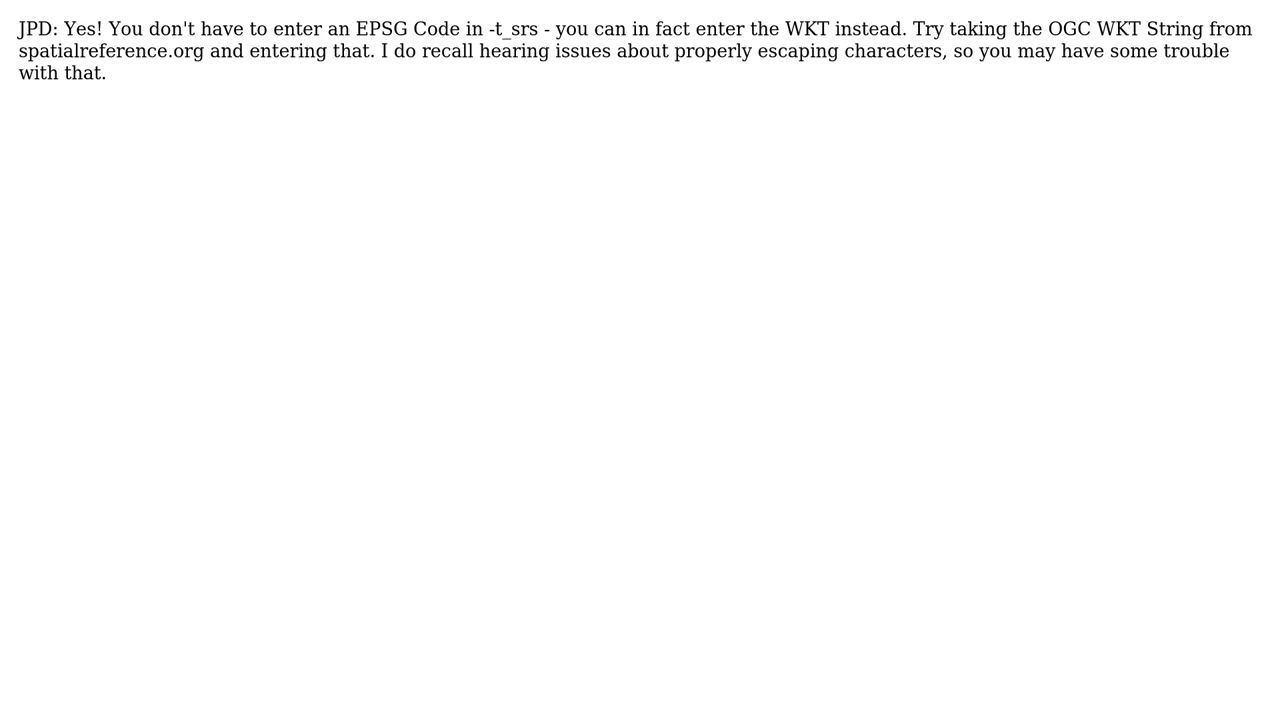 JPD: Yes! You don't have to enter an EPSG Code in -t_srs - you can in fact enter the WKT instead. Try taking the OGC WKT String from
spatialreference.org and entering that. I do recall hearing issues about properly escaping characters, so you may have some trouble
with that.